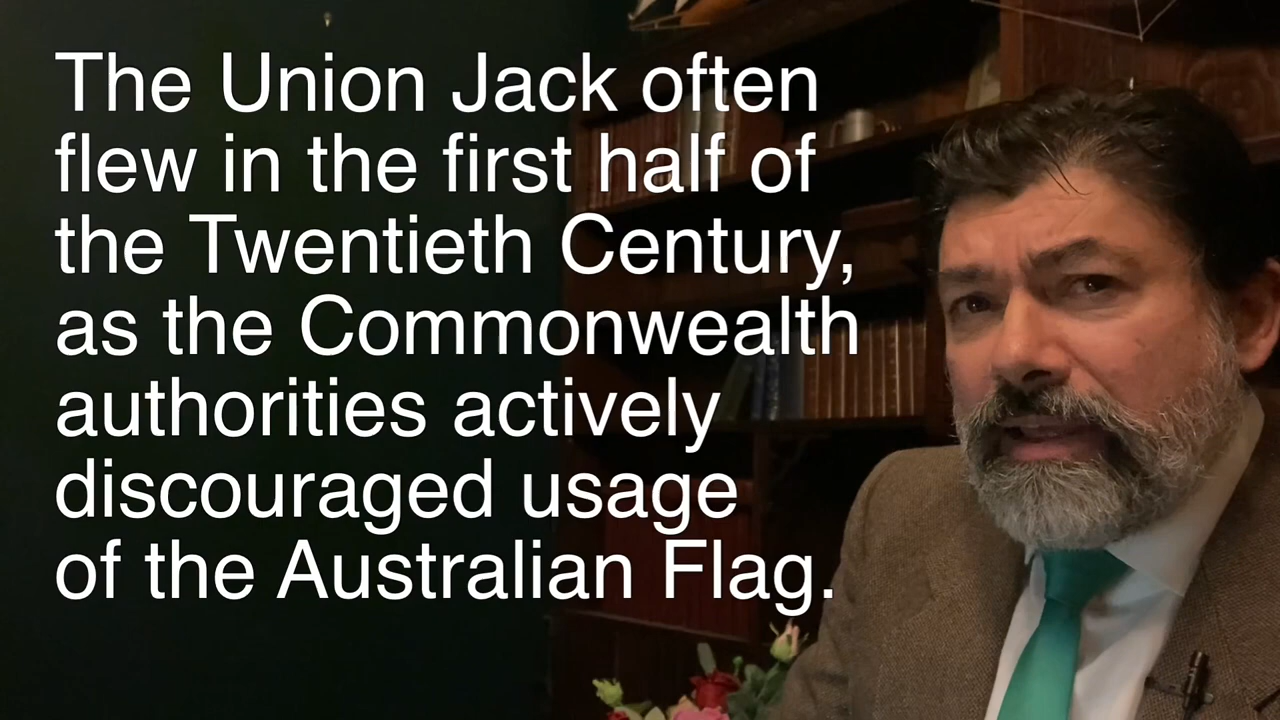 The Union Jack often
flew in the first half of
the Twentieth Century,
as the Commonwealth
authorities actively
discouraged usage
of the Australian Flag.